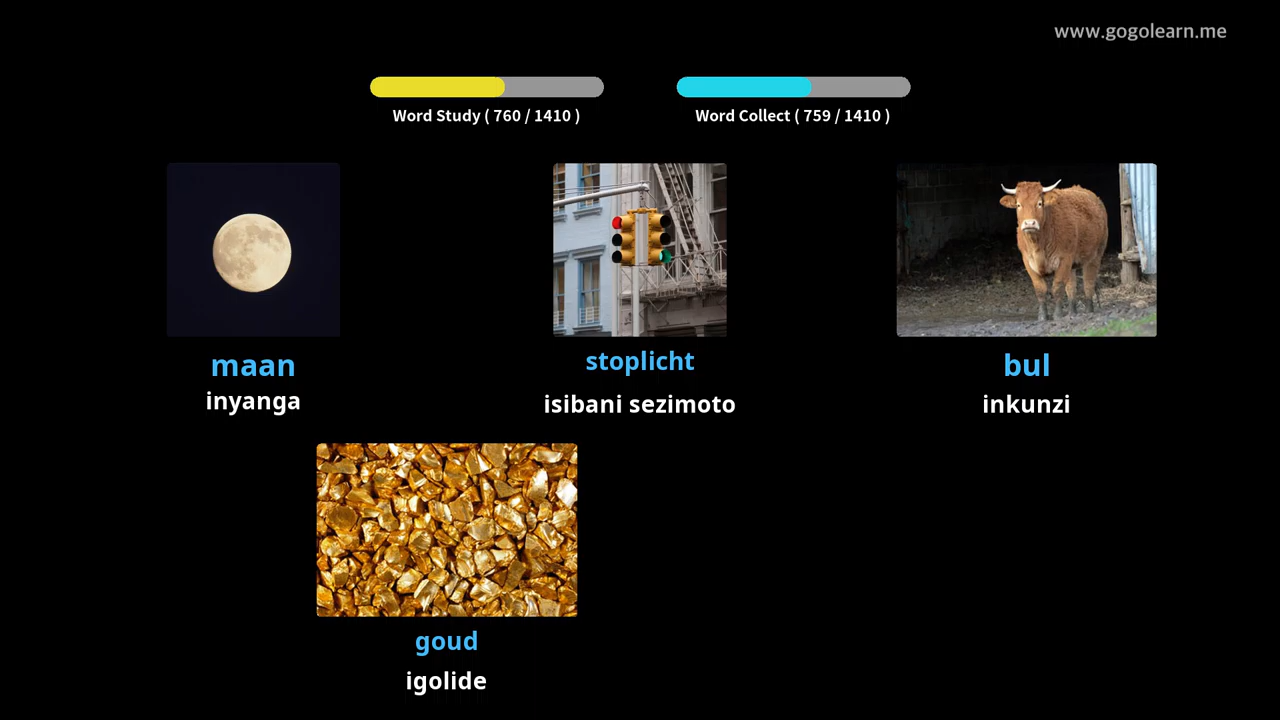 www.gogolearn.me
Word Study ( 760 / 1410 )
Word Collect ( 759 / 1410 )
maan
inyanga
stoplicht
isibani sezimoto
bul
inkunzi
goud
igolide